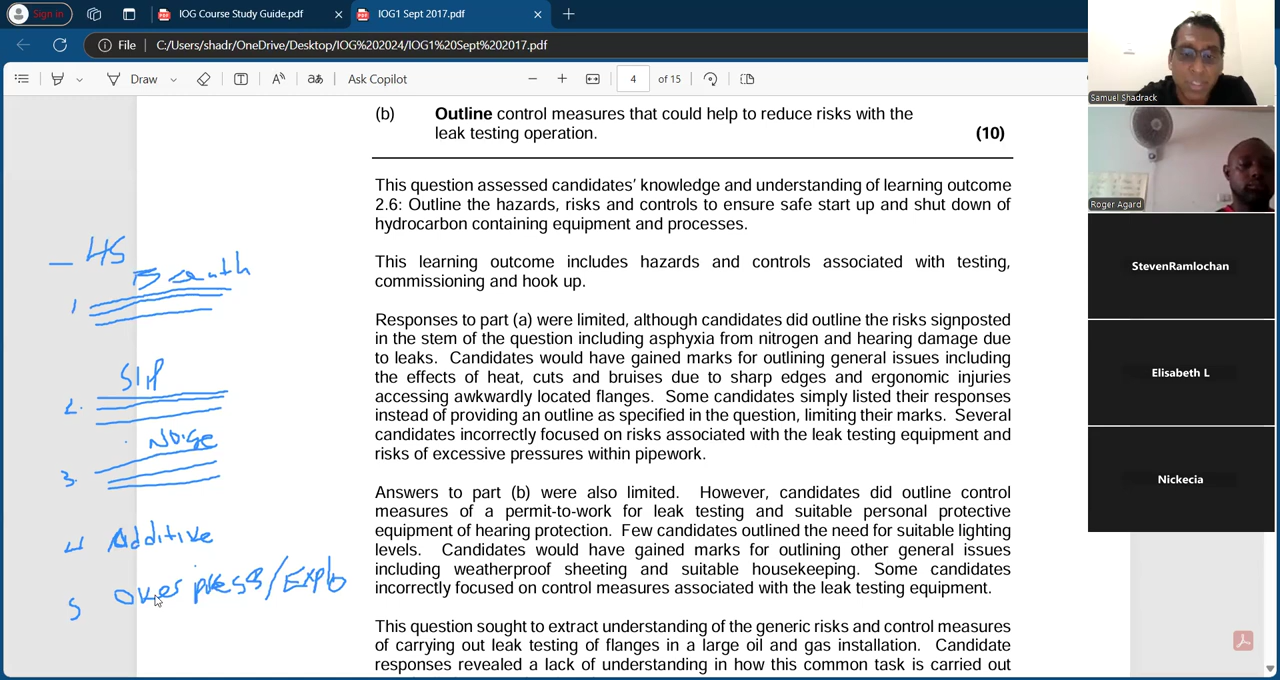 Sign in
IOG Course Study Guide.pdf
IOG1 Sept 2017.pdf
File
C:/Users/shadr/OneDrive/Desktop/IOG%202024/IOG1%20Sept%202017.pdf
Draw
Ask Copilot
4
of 15
(b) Outline control measures that could help to reduce risks with the
leak testing operation. (10)
This question assessed candidates' knowledge and understanding of learning outcome
2.6: Outline the hazards, risks and controls to ensure safe start up and shut down of
hydrocarbon containing equipment and processes.
This learning outcome includes hazards and controls associated with testing,
commissioning and hook up.
Responses to part (a) were limited, although candidates did outline the risks signposted
in the stem of the question including asphyxia from nitrogen and hearing damage due
to leaks. Candidates would have gained marks for outlining general issues including
the effects of heat, cuts and bruises due to sharp edges and ergonomic injuries
accessing awkwardly located flanges. Some candidates simply listed their responses
instead of providing an outline as specified in the question, limiting their marks. Several
candidates incorrectly focused on risks associated with the leak testing equipment and
risks of excessive pressures within pipework.
Answers to part (b) were also limited. However, candidates did outline control
measures of a permit-to-work for leak testing and suitable personal protective
equipment of hearing protection. Few candidates outlined the need for suitable lighting
levels. Candidates would have gained marks for outlining other general issues
including weatherproof sheeting and suitable housekeeping. Some candidates
incorrectly focused on control measures associated with the leak testing equipment.
This question sought to extract understanding of the generic risks and control measures
of carrying out leak testing of flanges in a large oil and gas installation. Candidate
responses revealed a lack of understanding in how this common task is carried out
1.
2.
Noise
3.
Additive
5 Over press/Explo
Samuel Shadrack
Roger Agard
StevenRamlochan
Elisabeth L
Nickecia